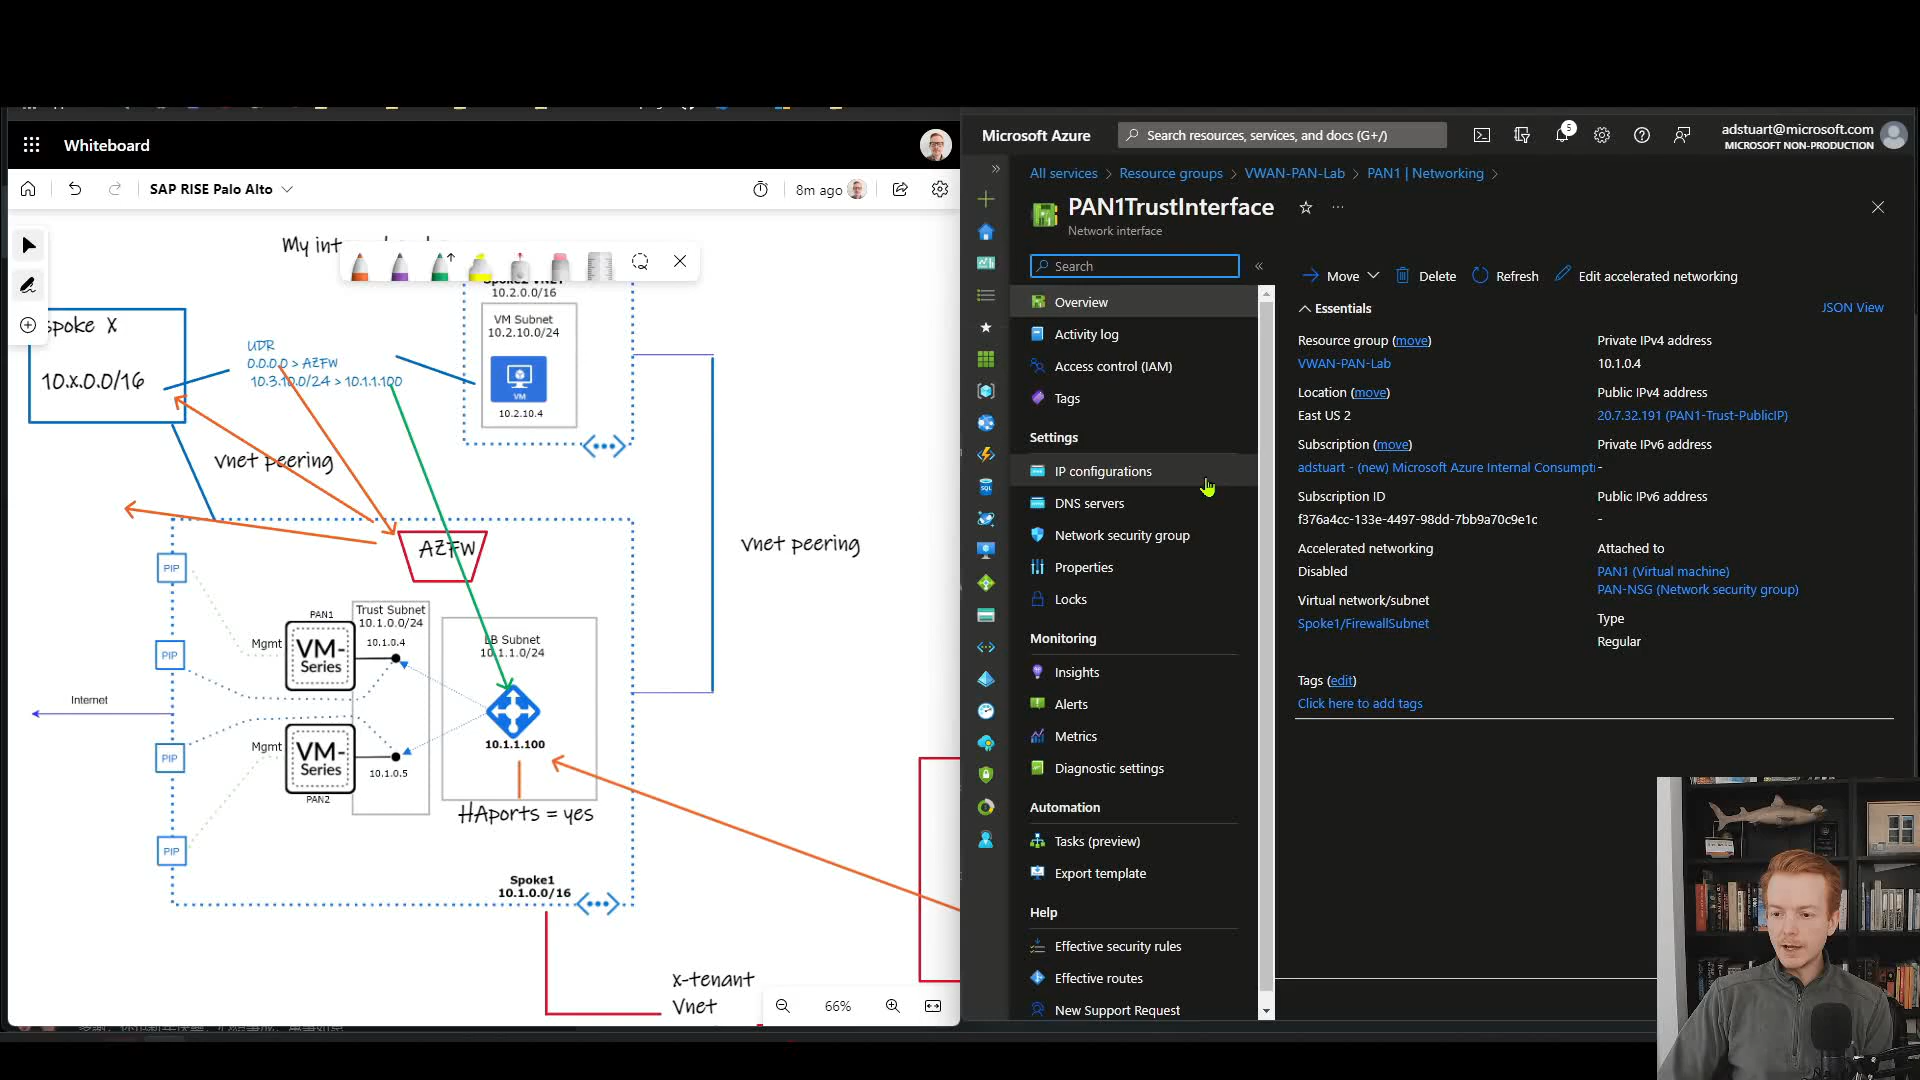 Whiteboard
SAP RISE Palo Alto
8m ago
My int
Spoke2 VNET
10.2.0.0/16
VM Subnet
10.2.10.0/24
VM
10.2.10.4
spoke X
10.x.0.0/16
UDR
0.0.0.0 > AZFW
10.3.10.0/24 > 10.1.1.100
Vnet peering
Vnet peering
AZFW
PIP
PIP
PIP
PIP
Internet
PAN1
Mgmt
VM-
Series
Trust Subnet
10.1.0.0/24
10.1.0.4
Mgmt
VM-
Series
PAN2
10.1.0.5
LB Subnet
10.1.1.0/24
10.1.1.100
HAports = yes
Spoke1
10.1.0.0/16
x-tenant
Vnet
66%
Microsoft Azure
Search resources, services, and docs (G+/)
5
adstuart@microsoft.com
MICROSOFT NON-PRODUCTION
All services > Resource groups > VWAN-PAN-Lab > PAN1 | Networking >
PAN1TrustInterface
Network interface
Search
Overview
Activity log
Access control (IAM)
Tags
Settings
IP configurations
DNS servers
Network security group
Properties
Locks
Monitoring
Insights
Alerts
Metrics
Diagnostic settings
Automation
Tasks (preview)
Export template
Help
Effective security rules
Effective routes
New Support Request
SQL
Move
Delete
Refresh
Edit accelerated networking
Essentials
JSON View
Resource group (move)
VWAN-PAN-Lab
Location (move)
East US 2
Subscription (move)
adstuart - (new) Microsoft Azure Internal Consumpti
Subscription ID
f376a4cc-133e-4497-98dd-7bb9a70c9e1c
Accelerated networking
Disabled
Virtual network/subnet
Spoke1/FirewallSubnet
Private IPv4 address
10.1.0.4
Public IPv4 address
20.7.32.191 (PAN1-Trust-PublicIP)
Private IPv6 address
-
Public IPv6 address
-
Attached to
PAN1 (Virtual machine)
PAN-NSG (Network security group)
Type
Regular
Tags (edit)
Click here to add tags